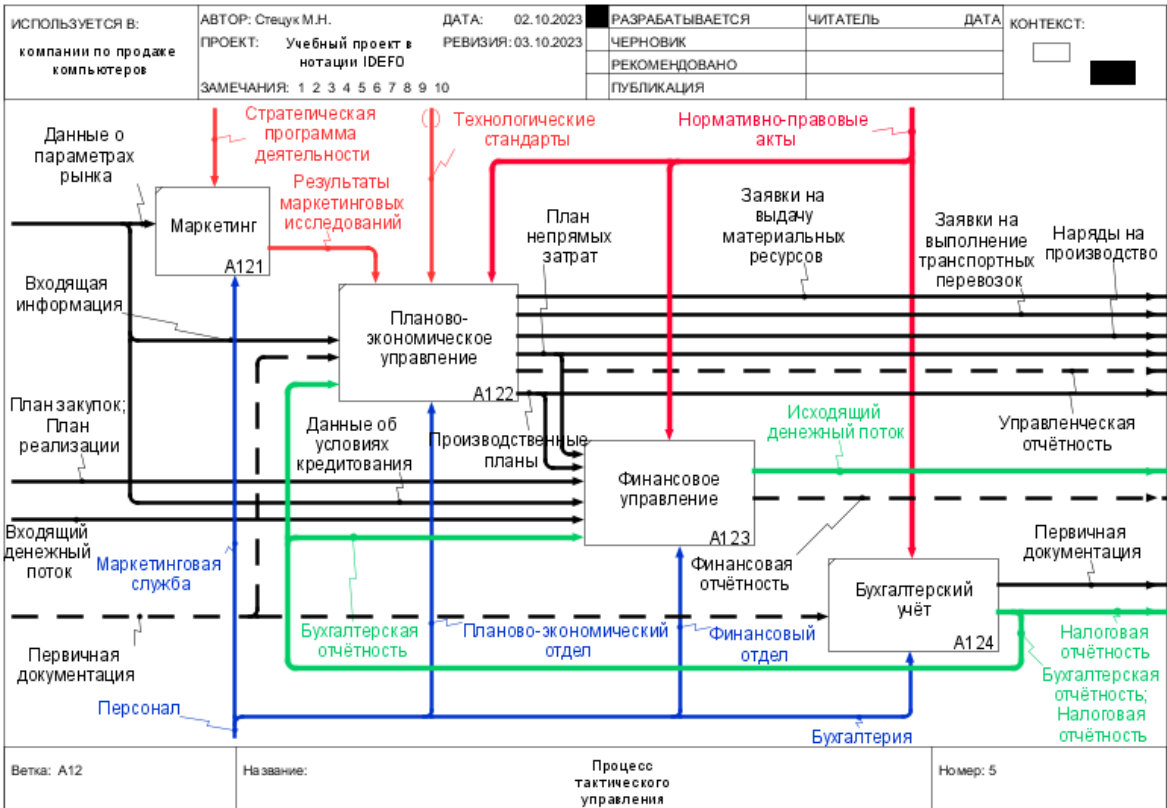 ИСПОЛЬЗУЕТСЯ В:
компании по продаже
компьютеров
АВТОР: Стецук М.Н.
ДАТА: 02.10.2023
ПРОЕКТ: Учебный проект в
нотации IDEF0
РЕВИЗИЯ: 03.10.2023
ЗАМЕЧАНИЯ: 1 2 3 4 5 6 7 8 9 10
РАЗРАБАТЫВАЕТСЯ
ЧЕРНОВИК
РЕКОМЕНДОВАНО
ПУБЛИКАЦИЯ
ЧИТАТЕЛЬ
ДАТА
КОНТЕКСТ:
Данные о
параметрах
рынка
Стратегическая
программа
деятельности
Технологические
стандарты
Нормативно-правовые
акты
Результаты
маркетинговых
исследований
Маркетинг
A121
План
непрямых
затрат
Заявки на
выдачу
материальных
ресурсов
Заявки на
выполнение
транспортных
перевозок
Наряды на
производство
Входящая
информация
Планово-
экономическое
управление
A122
План закупок;
План
реализации
Данные об
условиях
кредитования
Производственные
планы
Исходящий
денежный поток
Управленческая
отчётность
Финансовое
управление
A123
Входящий
денежный
поток
Маркетинговая
служба
Финансовая
отчётность
Первичная
документация
Бухгалтерский
учёт
A124
Первичная
документация
Бухгалтерская
отчётность
Планово-экономический
отдел
Финансовый
отдел
Налоговая
отчётность
Бухгалтерская
отчётность;
Налоговая
отчётность
Персонал
Бухгалтерия
Ветка: A12
Название:
Процесс
тактического
управления
Номер: 5